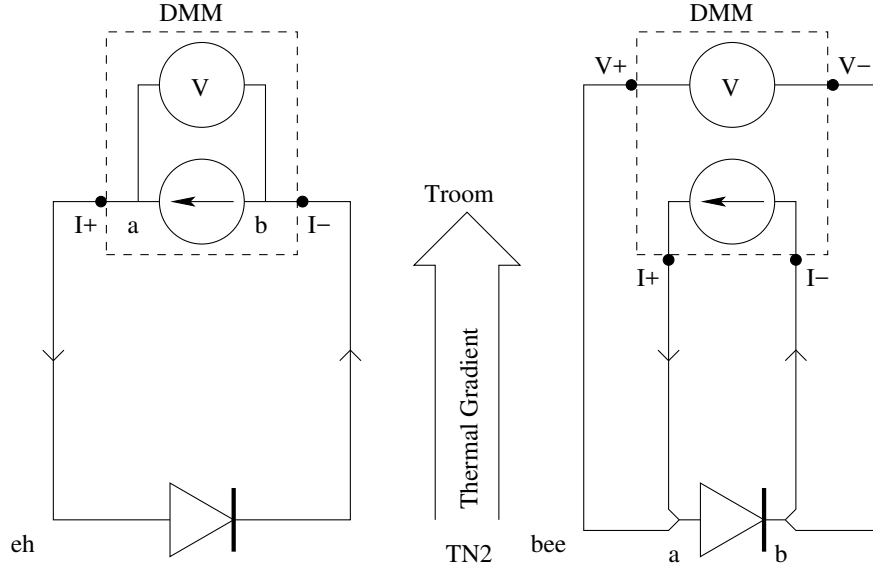 DMM
V
I+
a
b
I−
eh
Troom
Thermal Gradient
TN2
DMM
V+
V
V−
I+
I−
a
b
bee